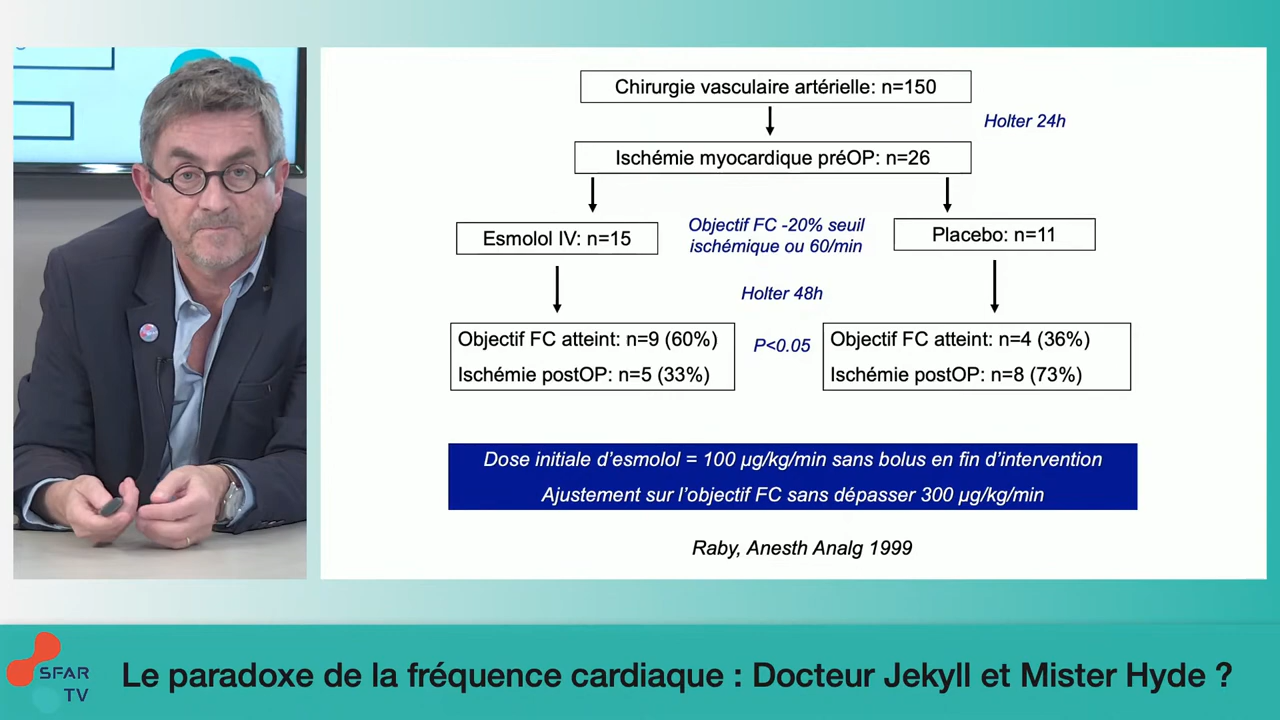 Chirurgie vasculaire artérielle: n=150
Holter 24h
Ischémie myocardique préOP: n=26
Esmolol IV: n=15
Objectif FC -20% seuil
ischémique ou 60/min
Placebo: n=11
Holter 48h
Objectif FC atteint: n=9 (60%)
Ischémie postOP: n=5 (33%)
P<0.05
Objectif FC atteint: n=4 (36%)
Ischémie postOP: n=8 (73%)
Dose initiale d'esmolol = 100 µg/kg/min sans bolus en fin d'intervention
Ajustement sur l'objectif FC sans dépasser 300 µg/kg/min
Raby, Anesth Analg 1999
SFAR
TV
Le paradoxe de la fréquence cardiaque : Docteur Jekyll et Mister Hyde ?